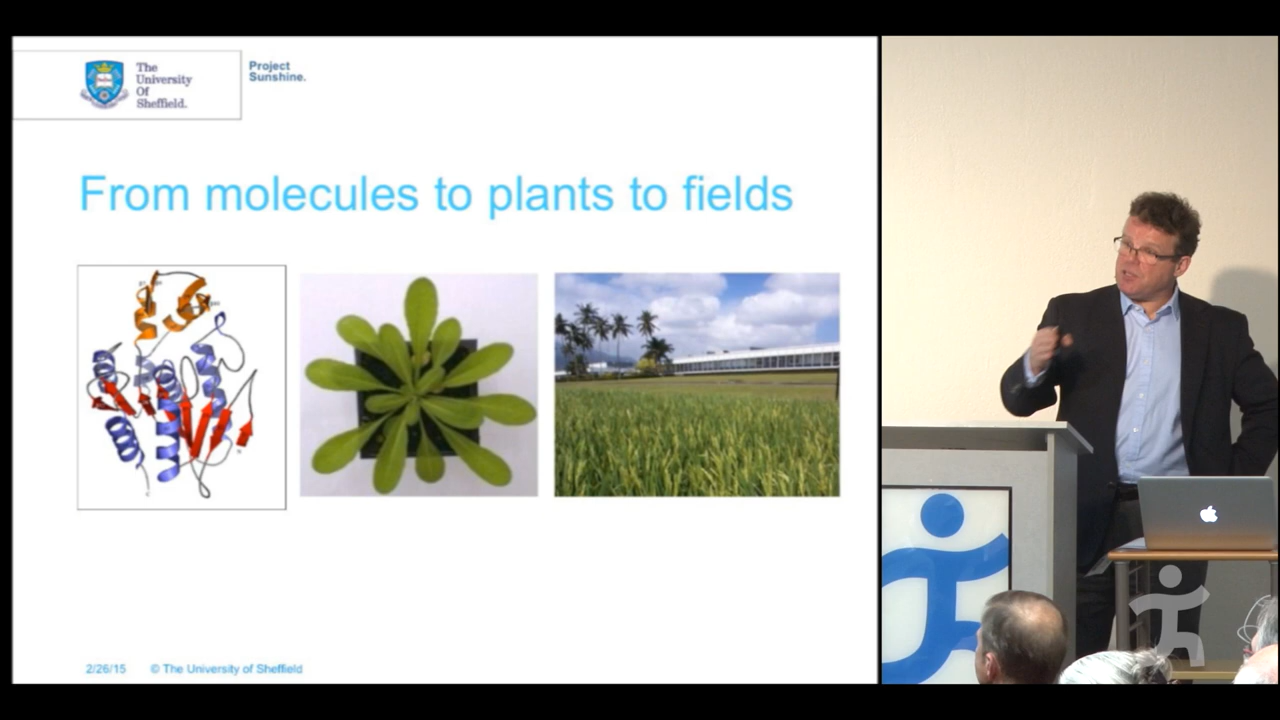 The
University
Of
Sheffield.
Project
Sunshine.
From molecules to plants to fields
2/26/15 © The University of Sheffield